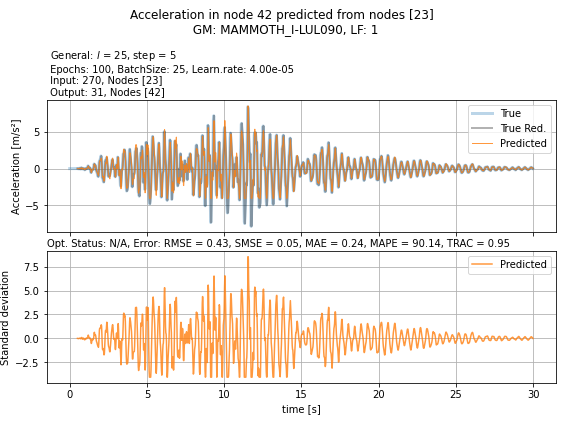 Acceleration in node 42 predicted from nodes [23]
GM: MAMMOTH_I-LUL090, LF: 1
General: l = 25, step = 5
Epochs: 100, BatchSize: 25, Learn.rate: 4.00e-05
Input: 270, Nodes [23]
Output: 31, Nodes [42]
Acceleration [m/s²]
5
0
−5
True
True Red.
Predicted
Opt. Status: N/A, Error: RMSE = 0.43, SMSE = 0.05, MAE = 0.24, MAPE = 90.14, TRAC = 0.95
Standard deviation
7.5
5.0
2.5
0.0
−2.5
Predicted
0 5 10 15 20 25 30
time [s]